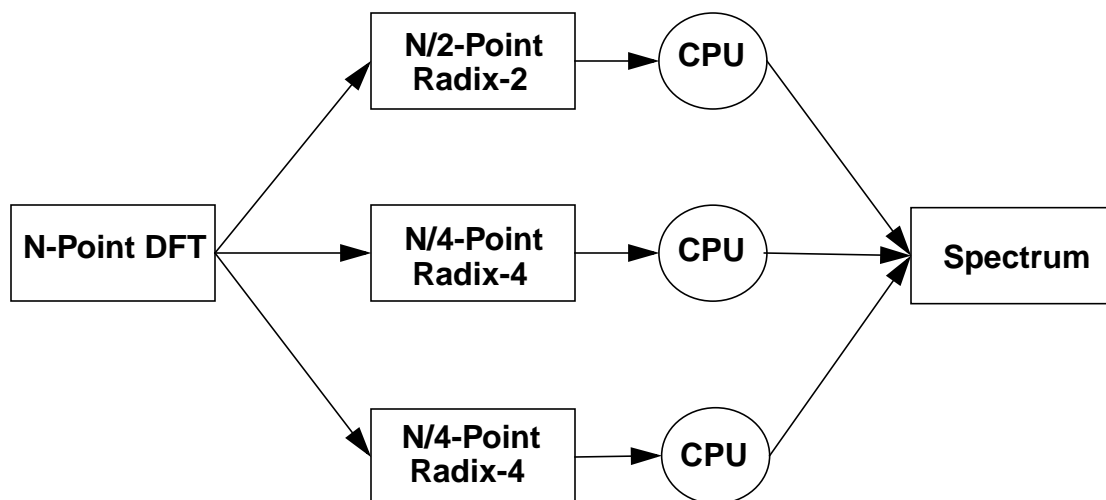 N-Point DFT
N/2-Point
Radix-2
CPU
N/4-Point
Radix-4
CPU
N/4-Point
Radix-4
CPU
Spectrum